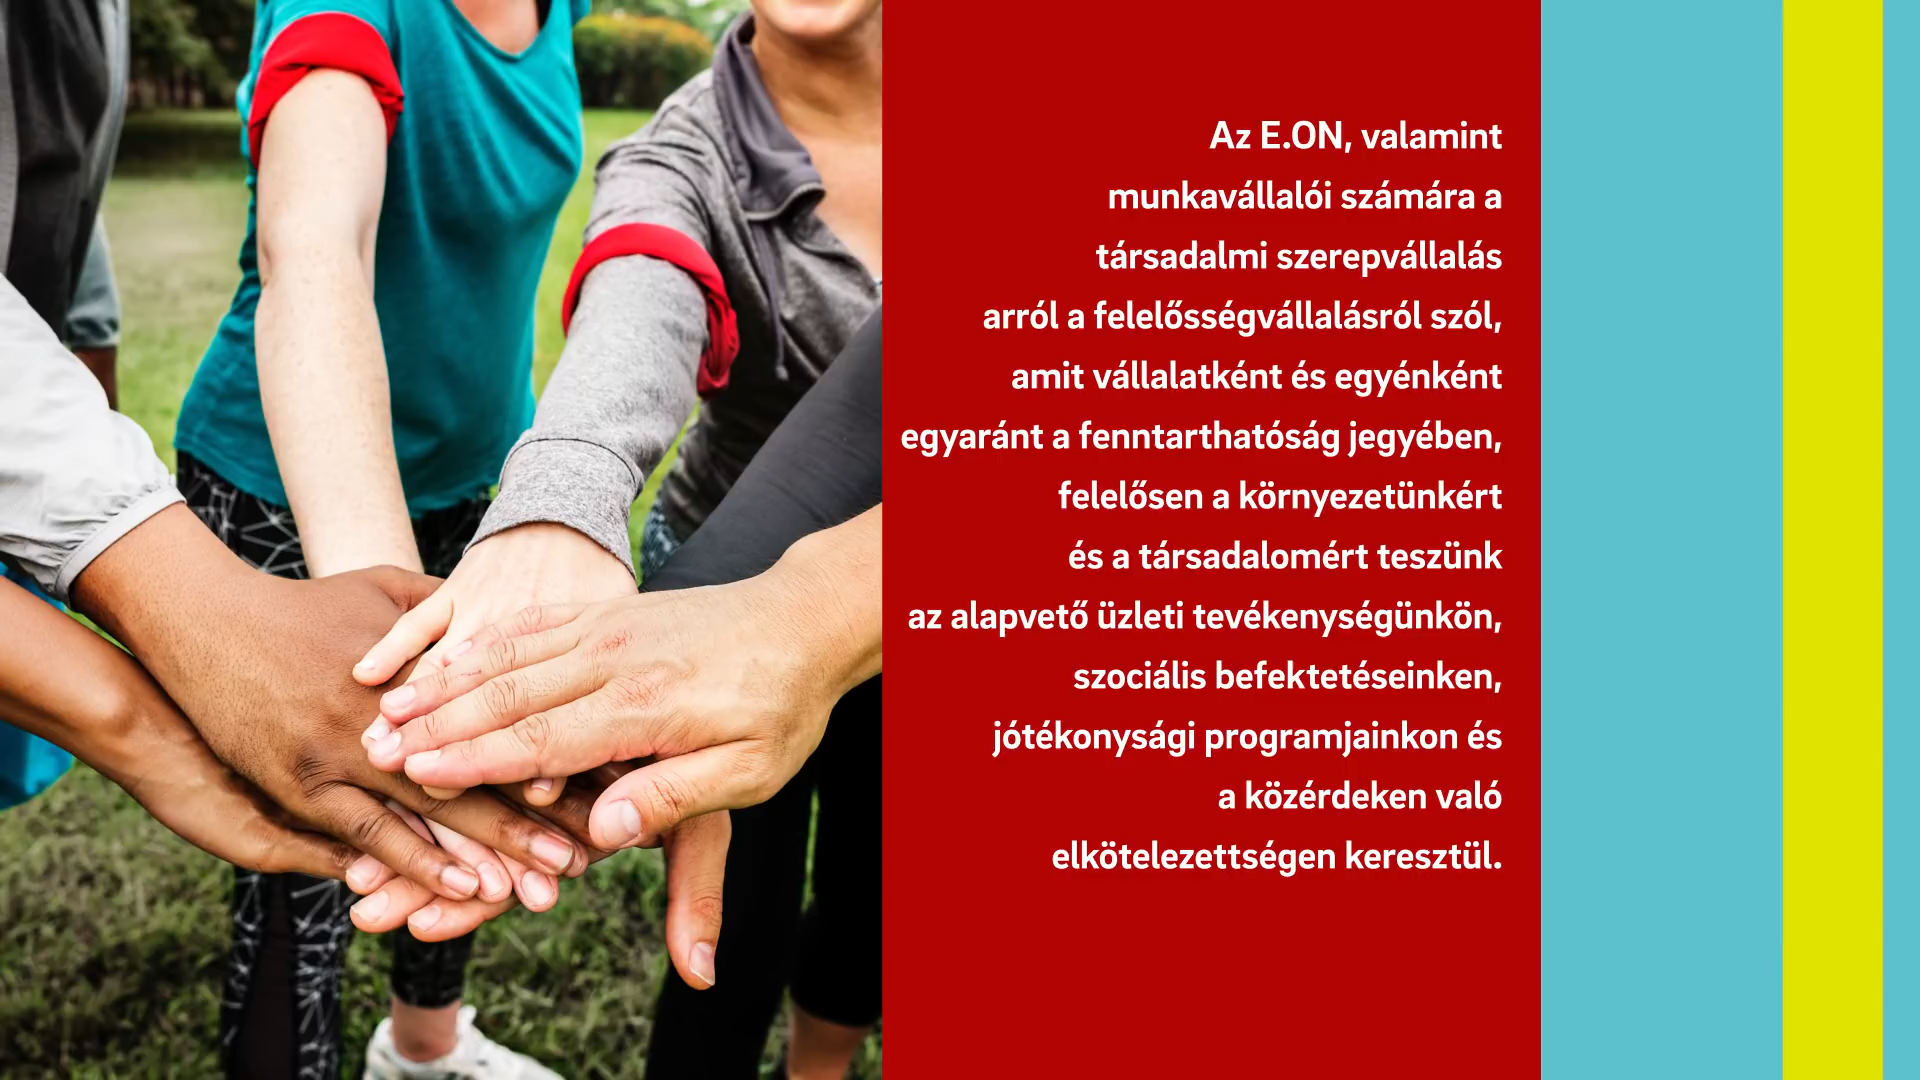 Az E.ON, valamint
munkavállalói számára a
társadalmi szerepvállalás
arról a felelősségvállalásról szól,
amit vállalatként és egyénként
egyaránt a fenntarthatóság jegyében,
felelősen a környezetünkért
és a társadalomért teszünk
az alapvető üzleti tevékenységünkön,
szociális befektetéseinken,
jótékonysági programjainkon és
a közérdeken való
elkötelezettségen keresztül.